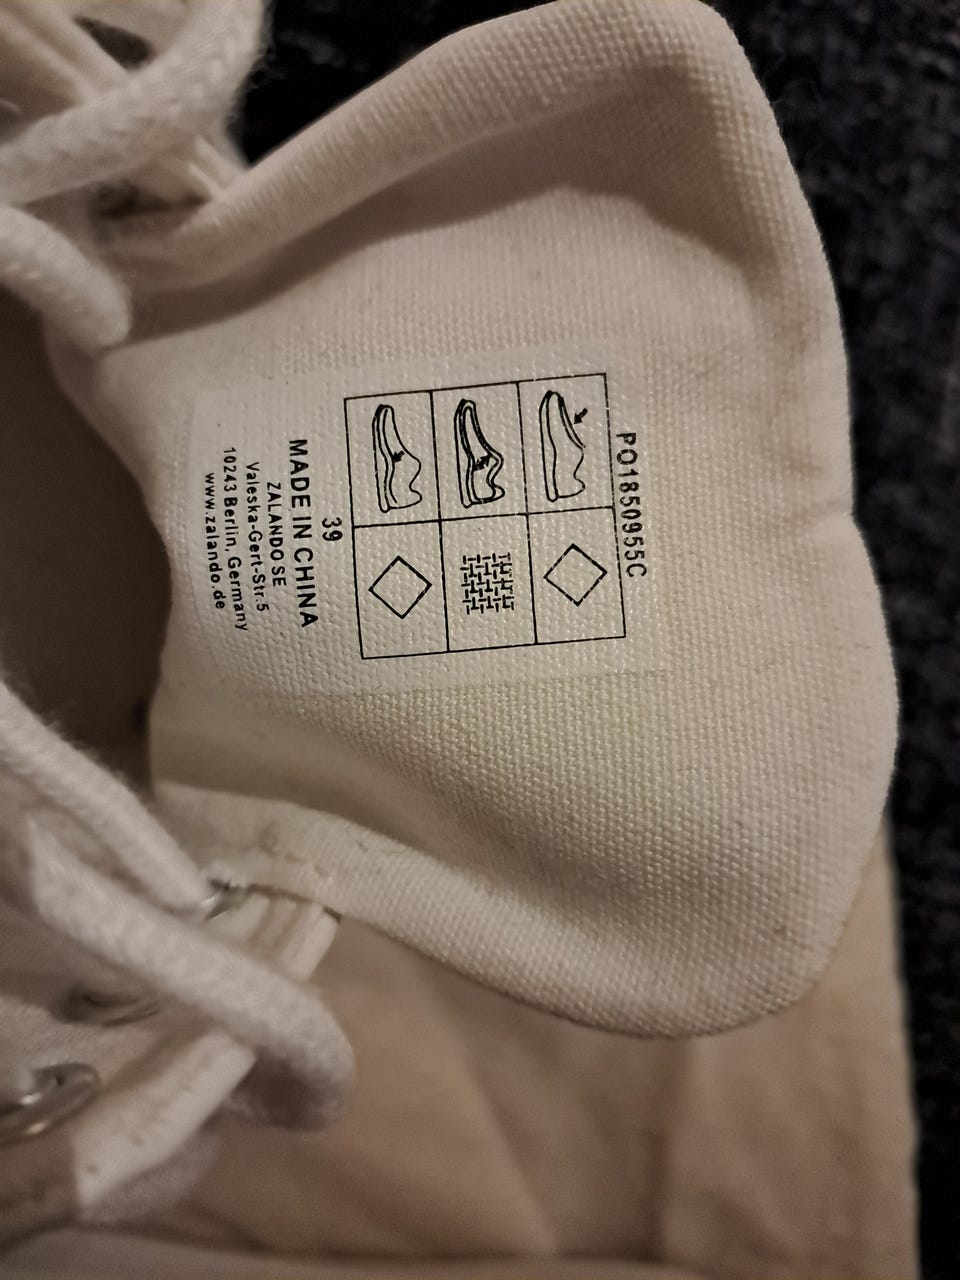 PO1850955C
39
MADE IN CHINA
ZALANDO SE
Valeska-Gert-Str.5
10243 Berlin, Germany
www.zalando.de